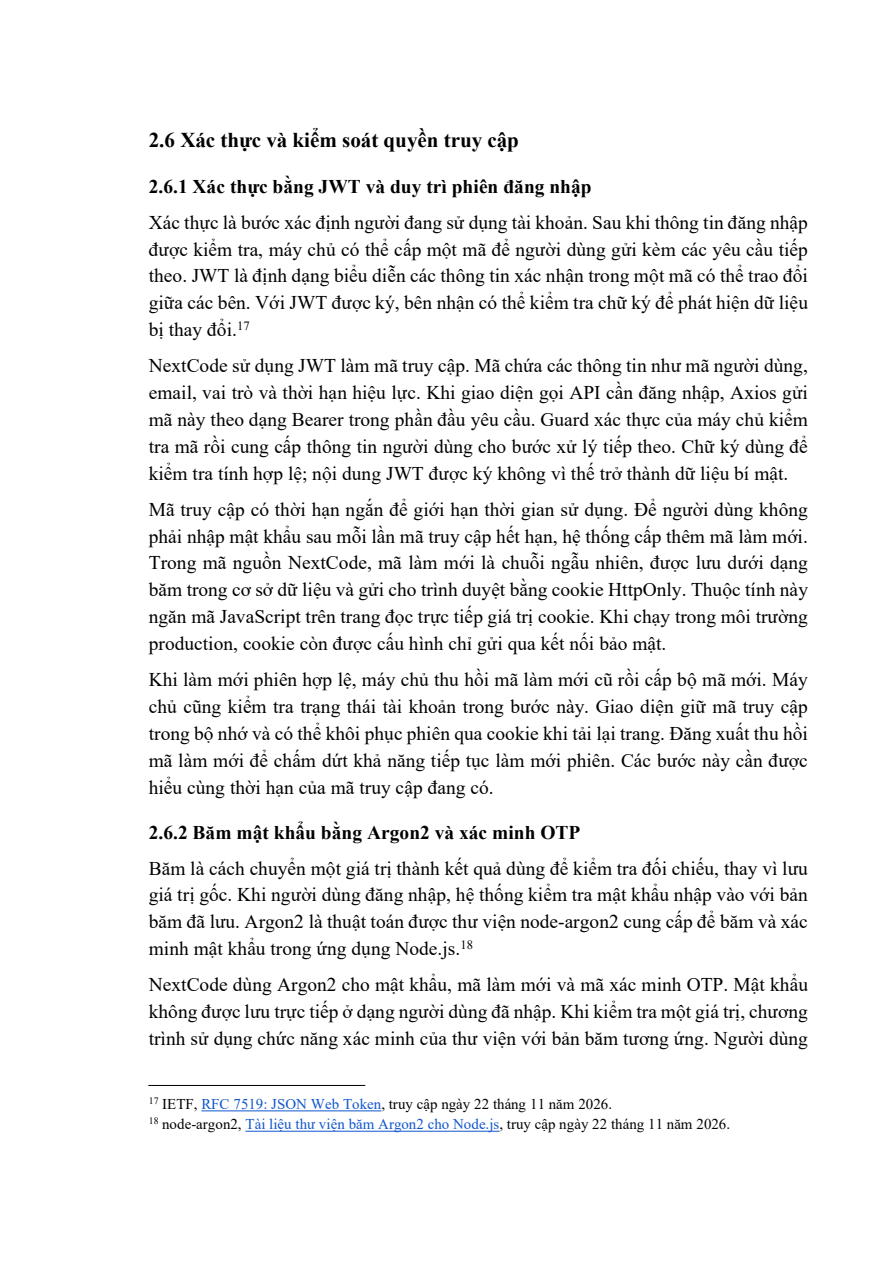 2.6 Xác thực và kiểm soát quyền truy cập
2.6.1 Xác thực bằng JWT và duy trì phiên đăng nhập
Xác thực là bước xác định người đang sử dụng tài khoản. Sau khi thông tin đăng nhập
được kiểm tra, máy chủ có thể cấp một mã để người dùng gửi kèm các yêu cầu tiếp
theo. JWT là định dạng biểu diễn các thông tin xác nhận trong một mã có thể trao đổi
giữa các bên. Với JWT được ký, bên nhận có thể kiểm tra chữ ký để phát hiện dữ liệu
bị thay đổi.17
NextCode sử dụng JWT làm mã truy cập. Mã chứa các thông tin như mã người dùng,
email, vai trò và thời hạn hiệu lực. Khi giao diện gọi API cần đăng nhập, Axios gửi
mã này theo dạng Bearer trong phần đầu yêu cầu. Guard xác thực của máy chủ kiểm
tra mã rồi cung cấp thông tin người dùng cho bước xử lý tiếp theo. Chữ ký dùng để
kiểm tra tính hợp lệ; nội dung JWT được ký không vì thế trở thành dữ liệu bí mật.
Mã truy cập có thời hạn ngắn để giới hạn thời gian sử dụng. Để người dùng không
phải nhập mật khẩu sau mỗi lần mã truy cập hết hạn, hệ thống cấp thêm mã làm mới.
Trong mã nguồn NextCode, mã làm mới là chuỗi ngẫu nhiên, được lưu dưới dạng
băm trong cơ sở dữ liệu và gửi cho trình duyệt bằng cookie HttpOnly. Thuộc tính này
ngăn mã JavaScript trên trang đọc trực tiếp giá trị cookie. Khi chạy trong môi trường
production, cookie còn được cấu hình chỉ gửi qua kết nối bảo mật.
Khi làm mới phiên hợp lệ, máy chủ thu hồi mã làm mới cũ rồi cấp bộ mã mới. Máy
chủ cũng kiểm tra trạng thái tài khoản trong bước này. Giao diện giữ mã truy cập
trong bộ nhớ và có thể khôi phục phiên qua cookie khi tải lại trang. Đăng xuất thu hồi
mã làm mới để chấm dứt khả năng tiếp tục làm mới phiên. Các bước này cần được
hiểu cùng thời hạn của mã truy cập đang có.
2.6.2 Băm mật khẩu bằng Argon2 và xác minh OTP
Băm là cách chuyển một giá trị thành kết quả dùng để kiểm tra đối chiếu, thay vì lưu
giá trị gốc. Khi người dùng đăng nhập, hệ thống kiểm tra mật khẩu nhập vào với bản
băm đã lưu. Argon2 là thuật toán được thư viện node-argon2 cung cấp để băm và xác
minh mật khẩu trong ứng dụng Node.js.18
NextCode dùng Argon2 cho mật khẩu, mã làm mới và mã xác minh OTP. Mật khẩu
không được lưu trực tiếp ở dạng người dùng đã nhập. Khi kiểm tra một giá trị, chương
trình sử dụng chức năng xác minh của thư viện với bản băm tương ứng. Người dùng
17 IETF, RFC 7519: JSON Web Token, truy cập ngày 22 tháng 11 năm 2026.
18 node-argon2, Tài liệu thư viện băm Argon2 cho Node.js, truy cập ngày 22 tháng 11 năm 2026.